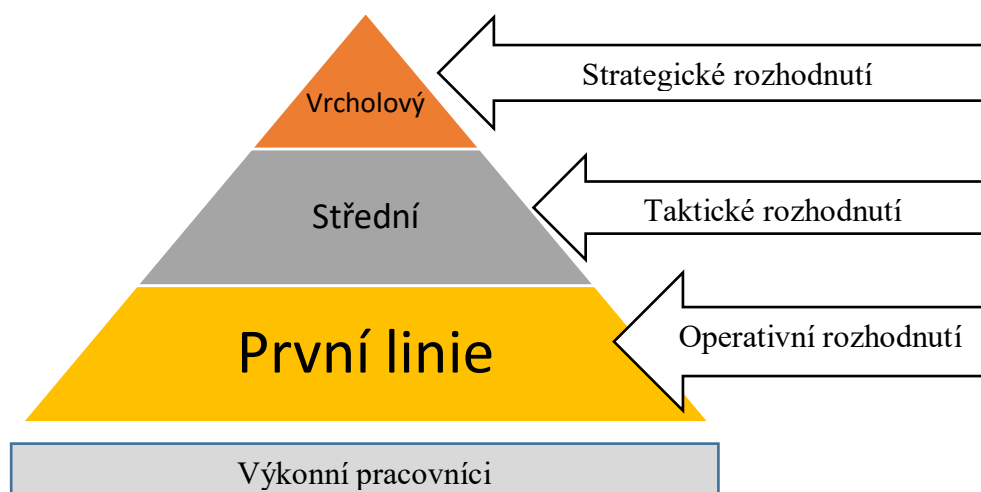 Vrcholový
Strategické rozhodnutí
Střední
Taktické rozhodnutí
První linie
Operativní rozhodnutí
Výkonní pracovníci